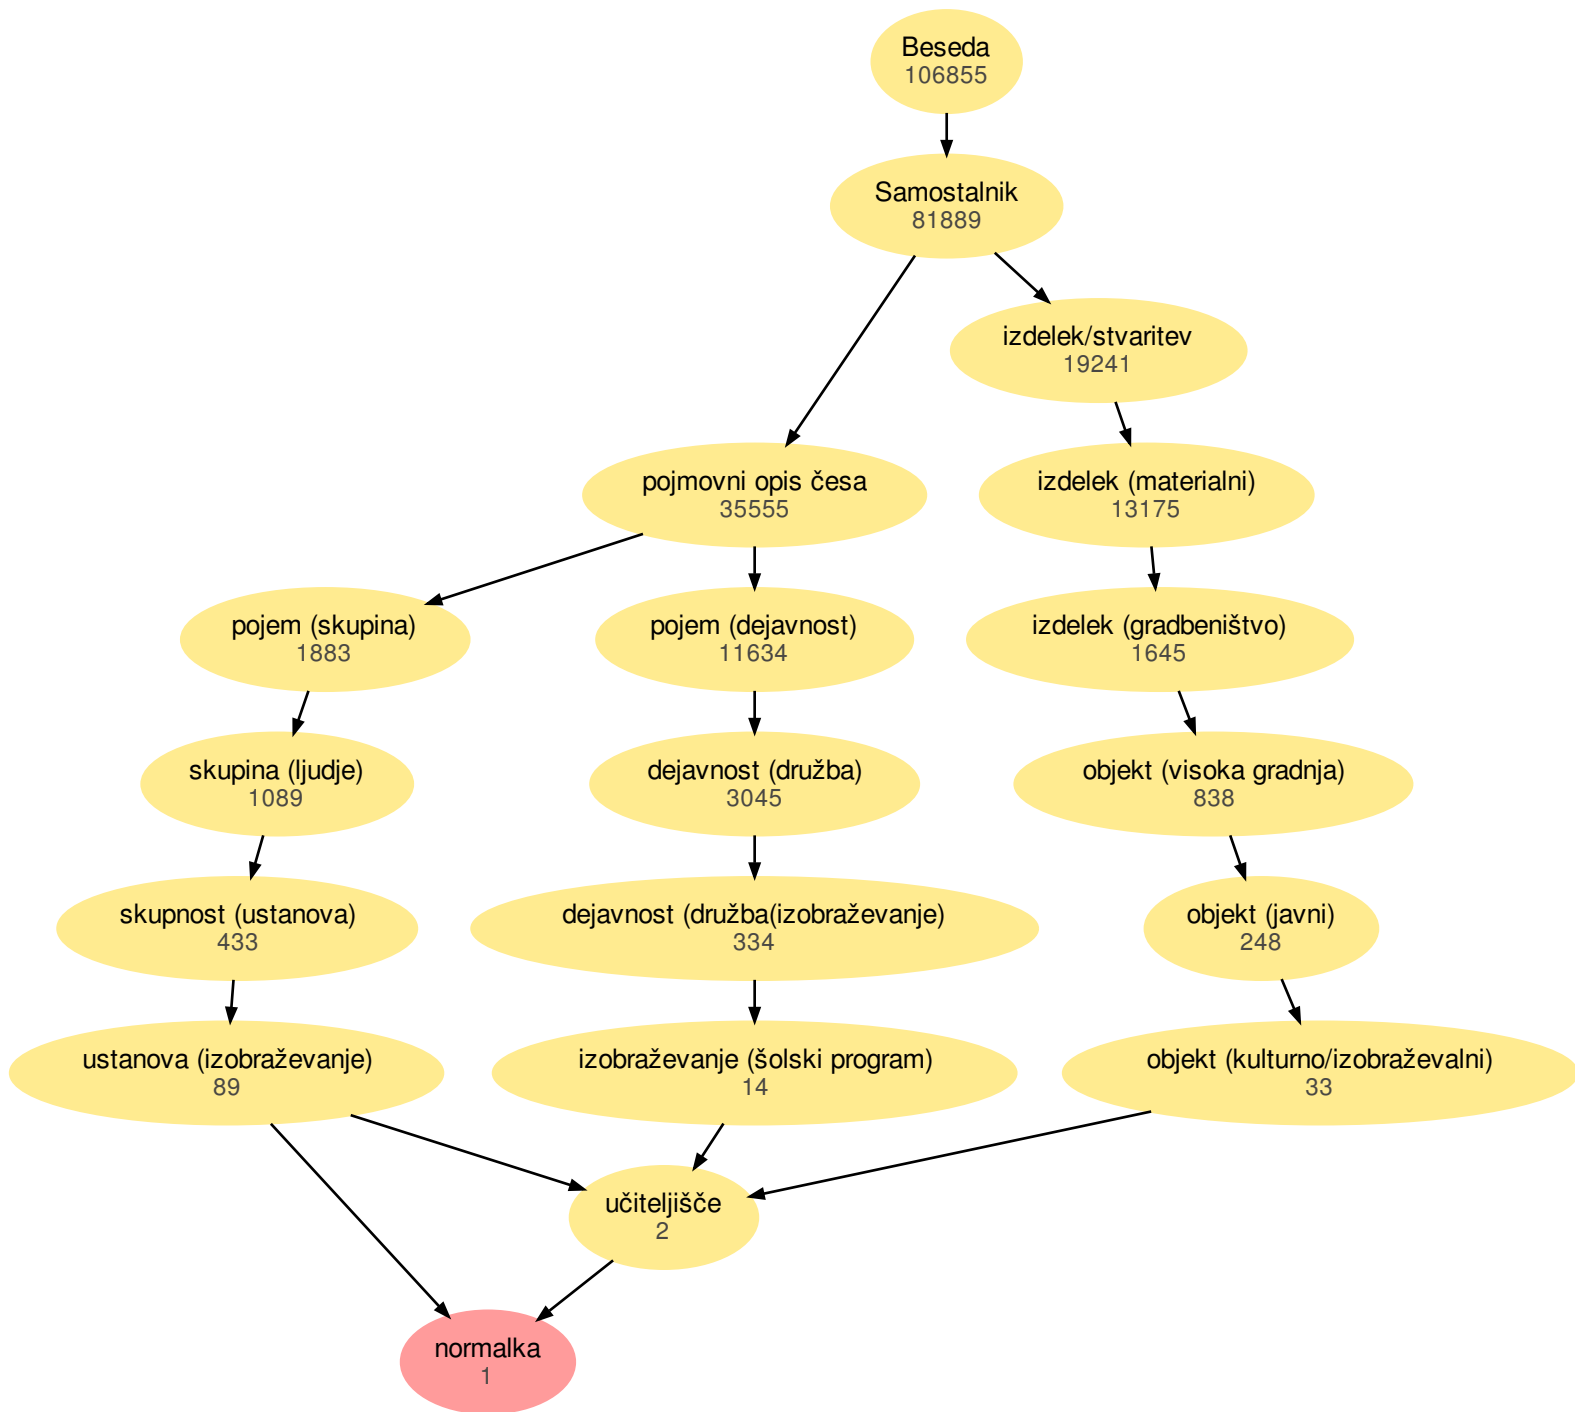 Beseda
106855
Samostalnik
81889
izdelek/stvaritev
19241
pojmovni opis česa
35555
izdelek (materialni)
13175
pojem (skupina)
1883
pojem (dejavnost)
11634
izdelek (gradbeništvo)
1645
skupina (ljudje)
1089
dejavnost (družba)
3045
objekt (visoka gradnja)
838
skupnost (ustanova)
433
dejavnost (družba(izobraževanje)
334
objekt (javni)
248
ustanova (izobraževanje)
89
izobraževanje (šolski program)
14
objekt (kulturno/izobraževalni)
33
učiteljišče
2
normalka
1